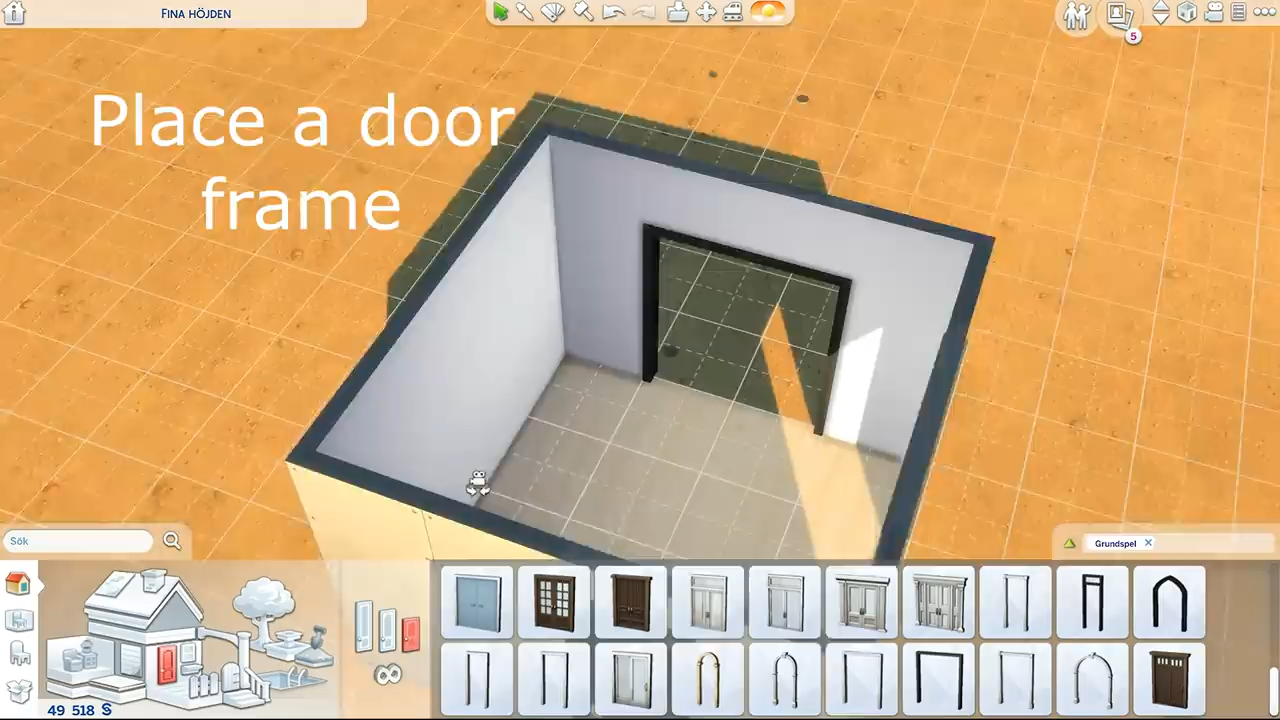 FINA HÖJDEN
5
Place a door
frame
Sök
Grundspel
49 518 §